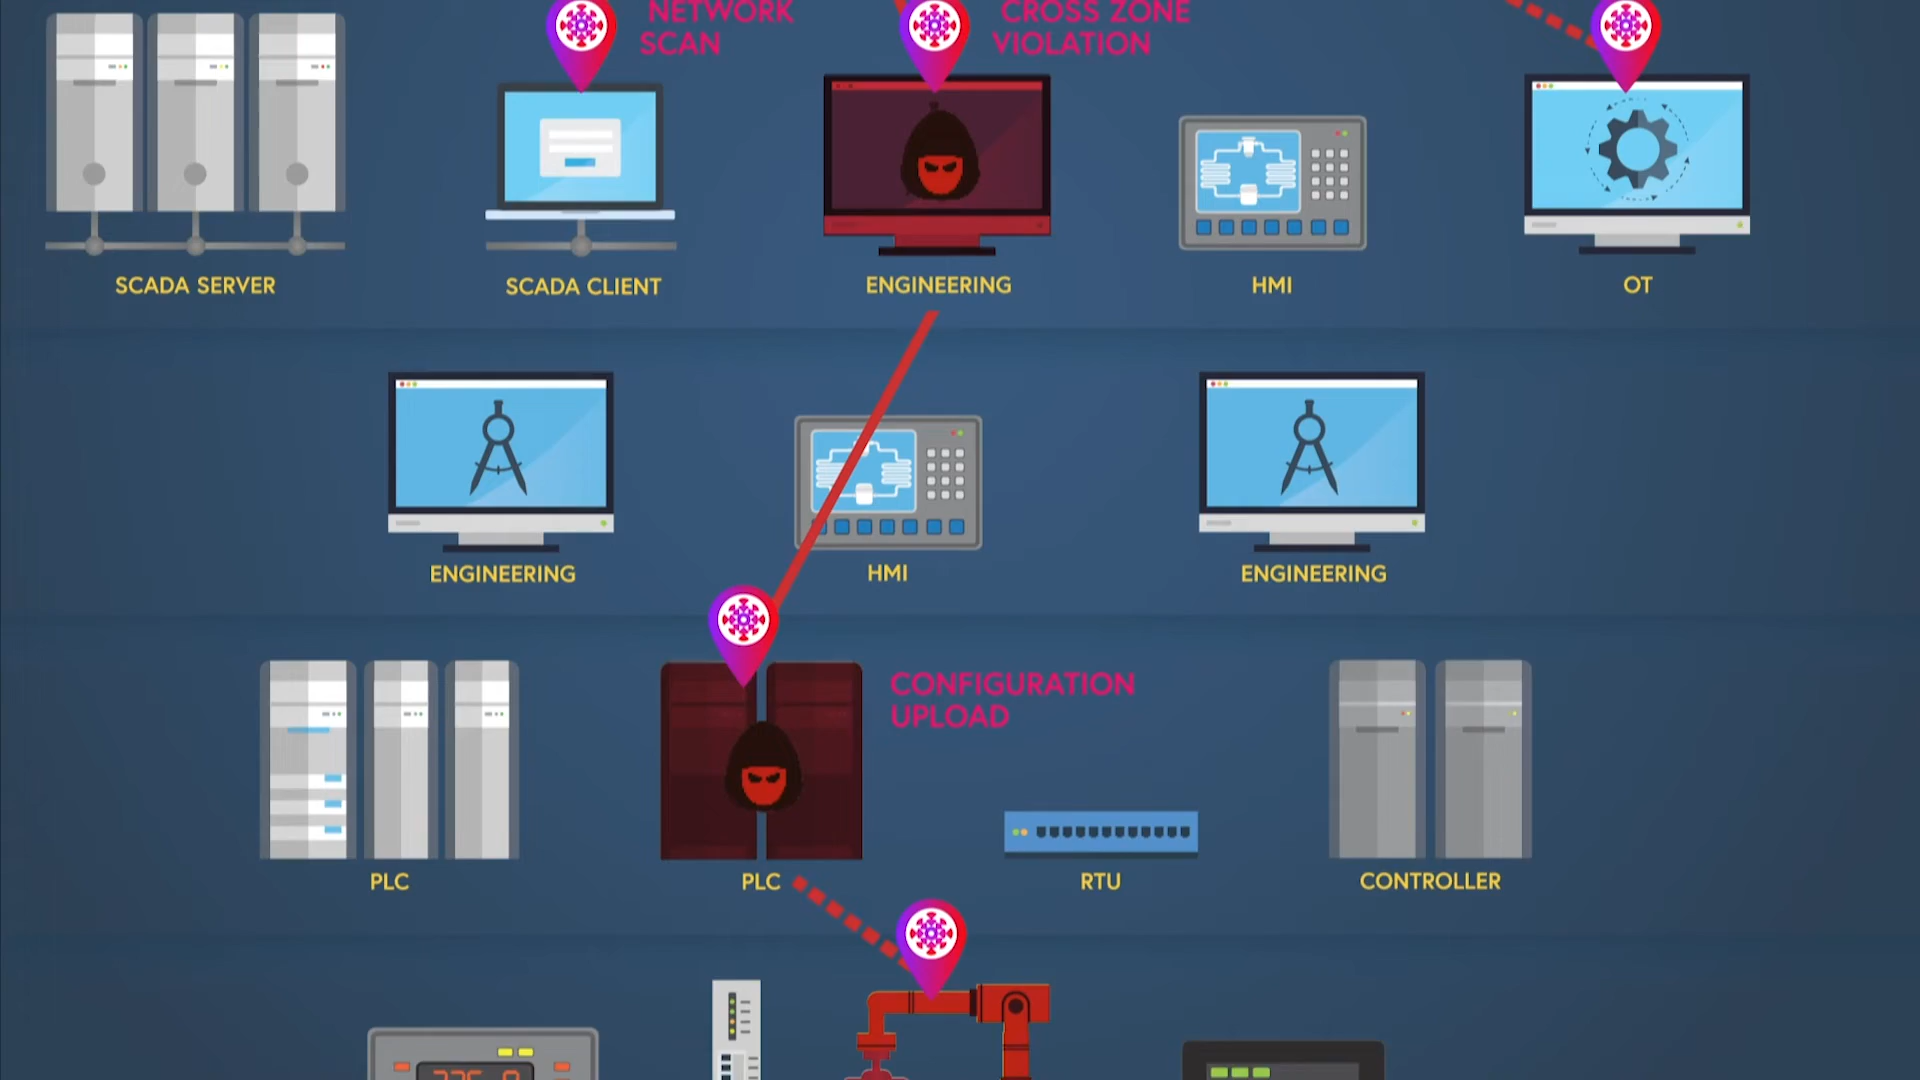 NETWORK
SCAN
CROSS ZONE
VIOLATION
SCADA SERVER
SCADA CLIENT
ENGINEERING
HMI
OT
ENGINEERING
HMI
ENGINEERING
CONFIGURATION
UPLOAD
PLC
PLC
RTU
CONTROLLER